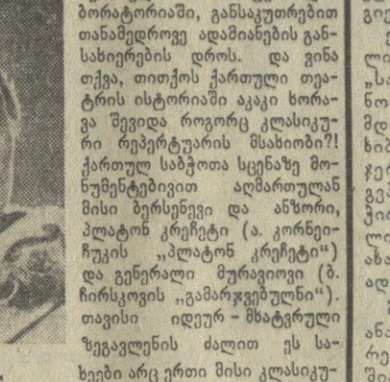 ბორატორიაში, განსაკუთრებით
თანამედროვე ადამიანების გან-
სახიერების დროს. და ვინა
თქვა, თითქოს ქართული თეა-
ტრის ისტორიაში აკაკი ხორა-
ვა შევიდა როგორც კლასიკუ-
რი რეპერტუარის მსახიობი?!
ქართულ საბჭოთა სცენაზე მო-
ნუმენტებივით აღმართულან
მისი ბერსენევი და ანზორი,
პლატონ კრეჩეტი (ა. კორნეი-
ჩუკის „პლატონ კრეჩეტი“)
და გენერალი მურავიოვი (ბ.
ჩირსკოვის „გამარჯვებულნი“).
თავისი იდეურ-მხატვრული
ზეგავლენის ძალით ეს სა-
ხეები არც ერთი მისი კლასიკუ-